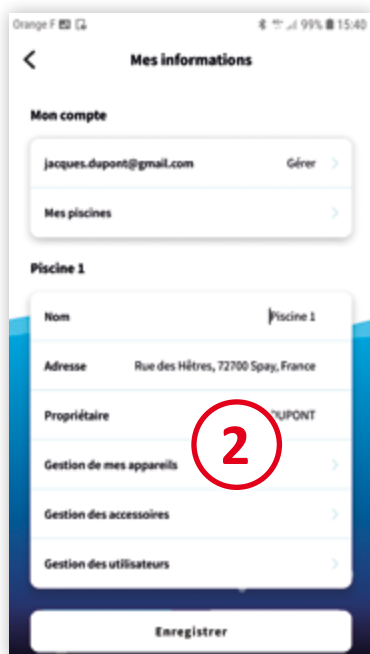 Orange F 99% 15:40
Mes informations
Mon compte
jacques.dupont@gmail.com Gérer
Mes piscines
Piscine 1
Nom Piscine 1
Adresse Rue des Hêtres, 72700 Spay, France
Propriétaire DUPONT
2
Gestion de mes appareils
Gestion des accessoires
Gestion des utilisateurs
Enregistrer